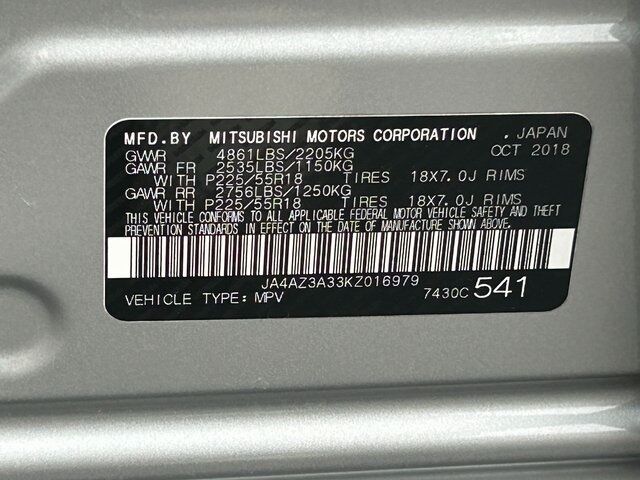 MFD.BY MITSUBISHI MOTORS CORPORATION . JAPAN
GVWR 4861LBS/2205KG OCT 2018
GAWR FR 2535LBS/1150KG
WITH P225/55R18 TIRES 18X7.0J RIMS
GAWR RR 2756LBS/1250KG
WITH P225/55R18 TIRES 18X7.0J RIMS
THIS VEHICLE CONFORMS TO ALL APPLICABLE FEDERAL MOTOR VEHICLE SAFETY AND THEFT
PREVENTION STANDARDS IN EFFECT ON THE DATE OF MANUFACTURE SHOWN ABOVE.
JA4AZ3A33KZ016979
VEHICLE TYPE: MPV 7430C 541